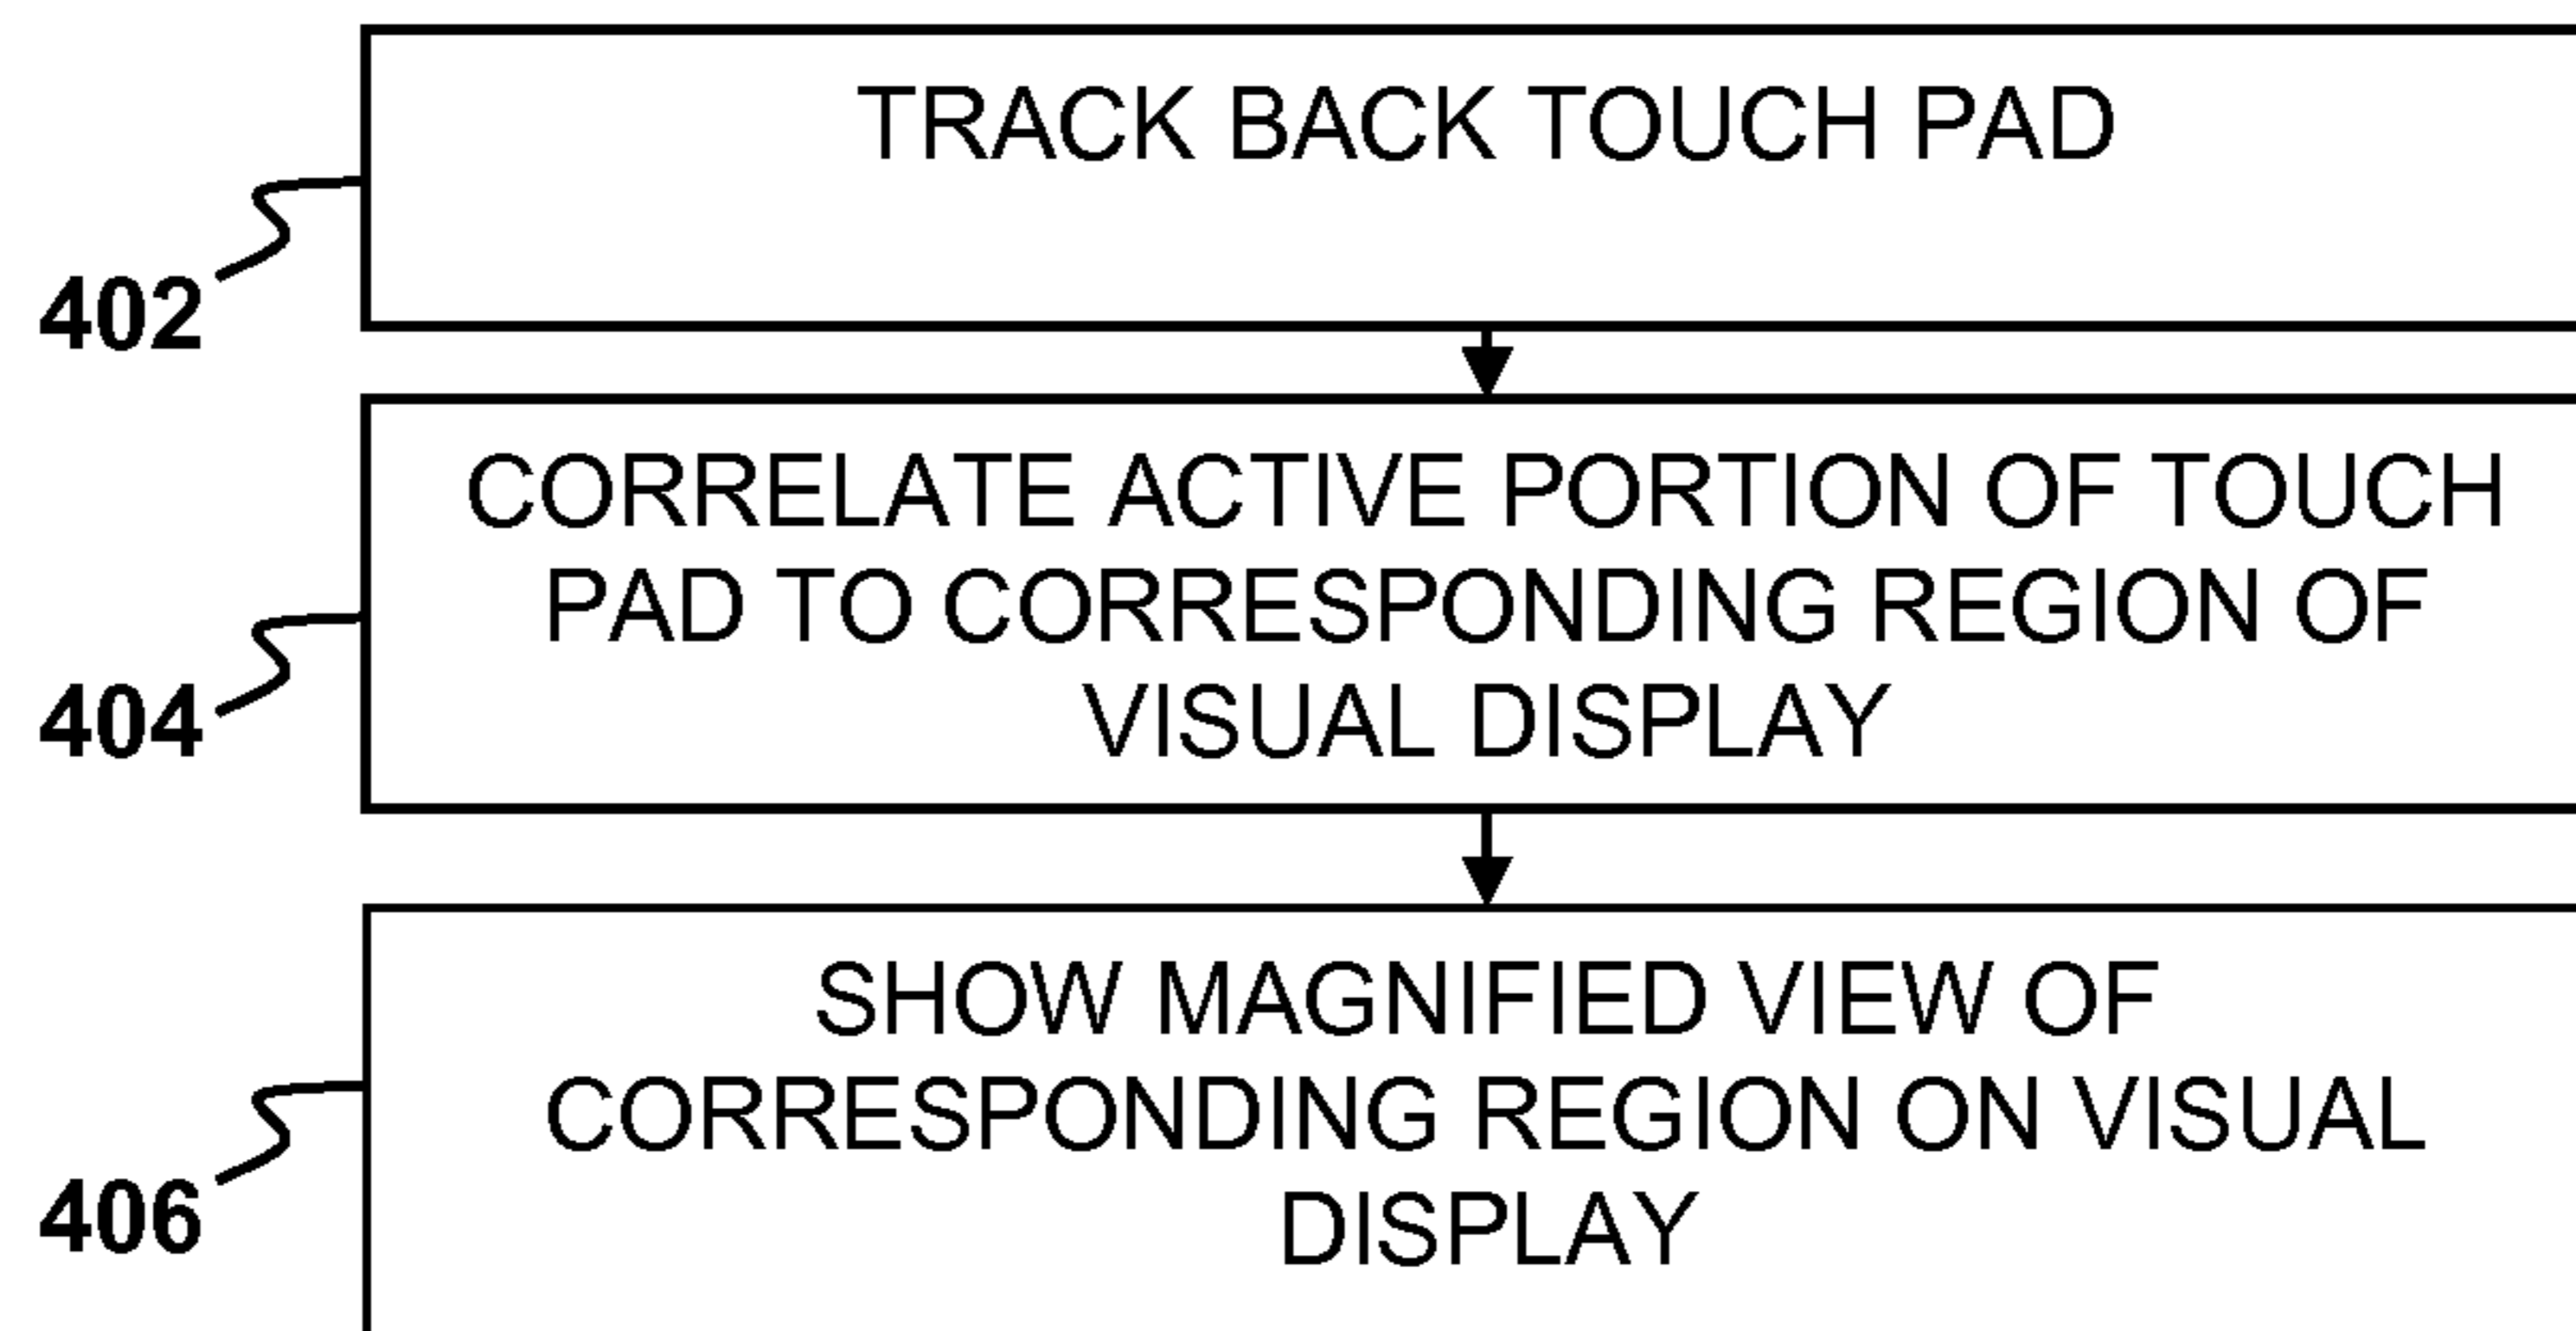 TRACK BACK TOUCH PAD
402
CORRELATE ACTIVE PORTION OF TOUCH
PAD TO CORRESPONDING REGION OF
VISUAL DISPLAY
404
SHOW MAGNIFIED VIEW OF
CORRESPONDING REGION ON VISUAL
DISPLAY
406